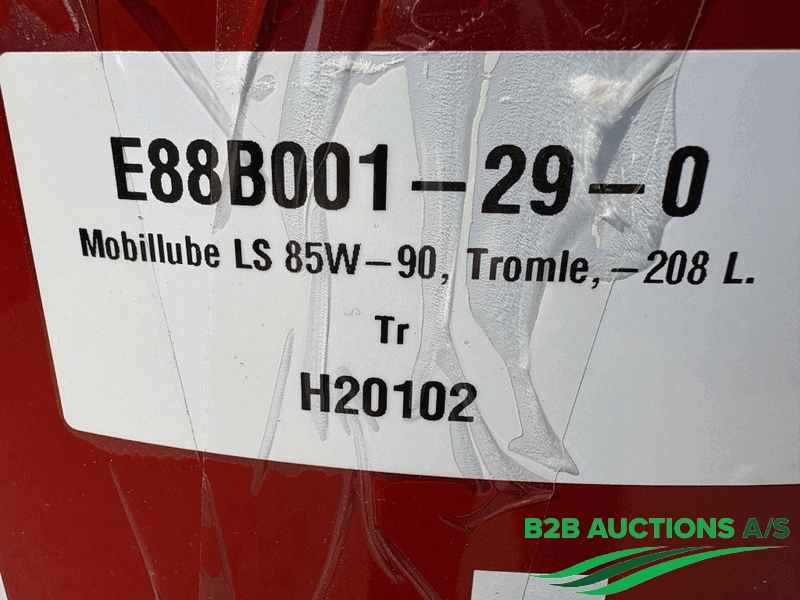 E88B001-29-0
Mobillube LS 85W-90, Tromle, -208 L.
Tr
H20102
B2B AUCTIONS A/S